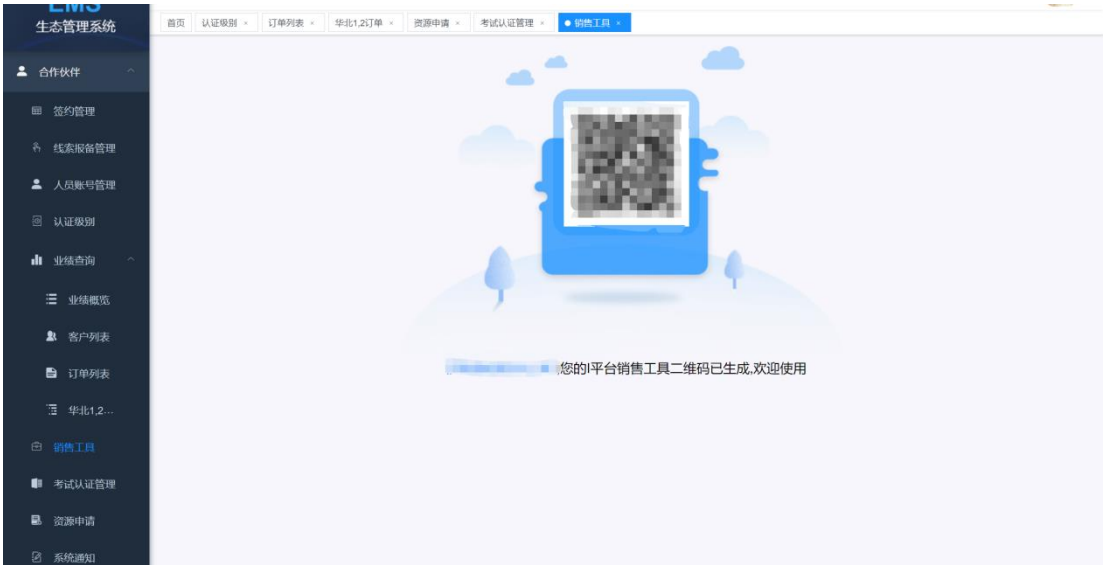 EMS
生态管理系统
首页 认证级别 × 订单列表 × 华北1,2订单 × 资源申请 × 考试认证管理 × 销售工具 ×
合作伙伴
签约管理
线索报备管理
人员账号管理
认证级别
业绩查询
业绩概览
客户列表
您的I平台销售工具二维码已生成,欢迎使用
订单列表
华北1,2...
销售工具
考试认证管理
资源申请
系统通知